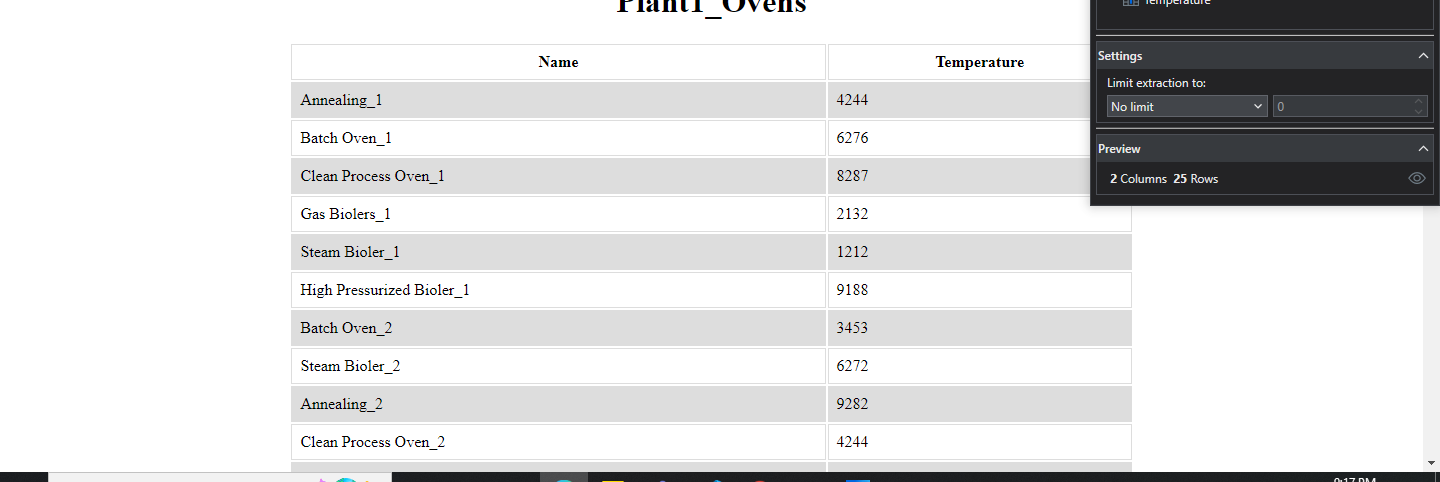 Plant1_Ovens
Name Temperature
Annealing_1 4244
Batch Oven_1 6276
Clean Process Oven_1 8287
Gas Biolers_1 2132
Steam Bioler_1 1212
High Pressurized Bioler_1 9188
Batch Oven_2 3453
Steam Bioler_2 6272
Annealing_2 9282
Clean Process Oven_2 4244
Temperature
Settings
Limit extraction to:
No limit 0
Preview
2 Columns 25 Rows
9:17 PM